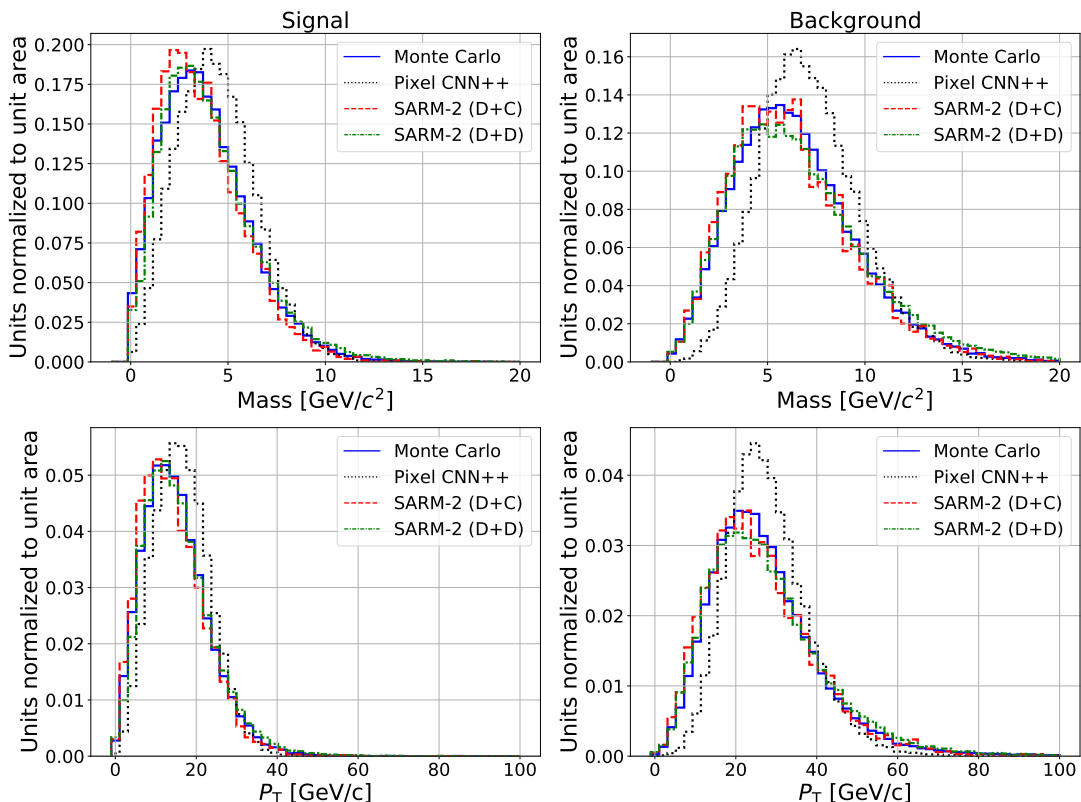 Signal
Units normalized to unit area
0.200
0.175
0.150
0.125
0.100
0.075
0.050
0.025
0.000
Monte Carlo
Pixel CNN++
SARM-2 (D+C)
SARM-2 (D+D)
0 5 10 15 20
Mass [GeV/c²]
Background
Units normalized to unit area
0.16
0.14
0.12
0.10
0.08
0.06
0.04
0.02
0.00
Monte Carlo
Pixel CNN++
SARM-2 (D+C)
SARM-2 (D+D)
0 5 10 15 20
Mass [GeV/c²]
Units normalized to unit area
0.05
0.04
0.03
0.02
0.01
0.00
Monte Carlo
Pixel CNN++
SARM-2 (D+C)
SARM-2 (D+D)
0 20 40 60 80 100
P_T [GeV/c]
Units normalized to unit area
0.04
0.03
0.02
0.01
0.00
Monte Carlo
Pixel CNN++
SARM-2 (D+C)
SARM-2 (D+D)
0 20 40 60 80 100
P_T [GeV/c]